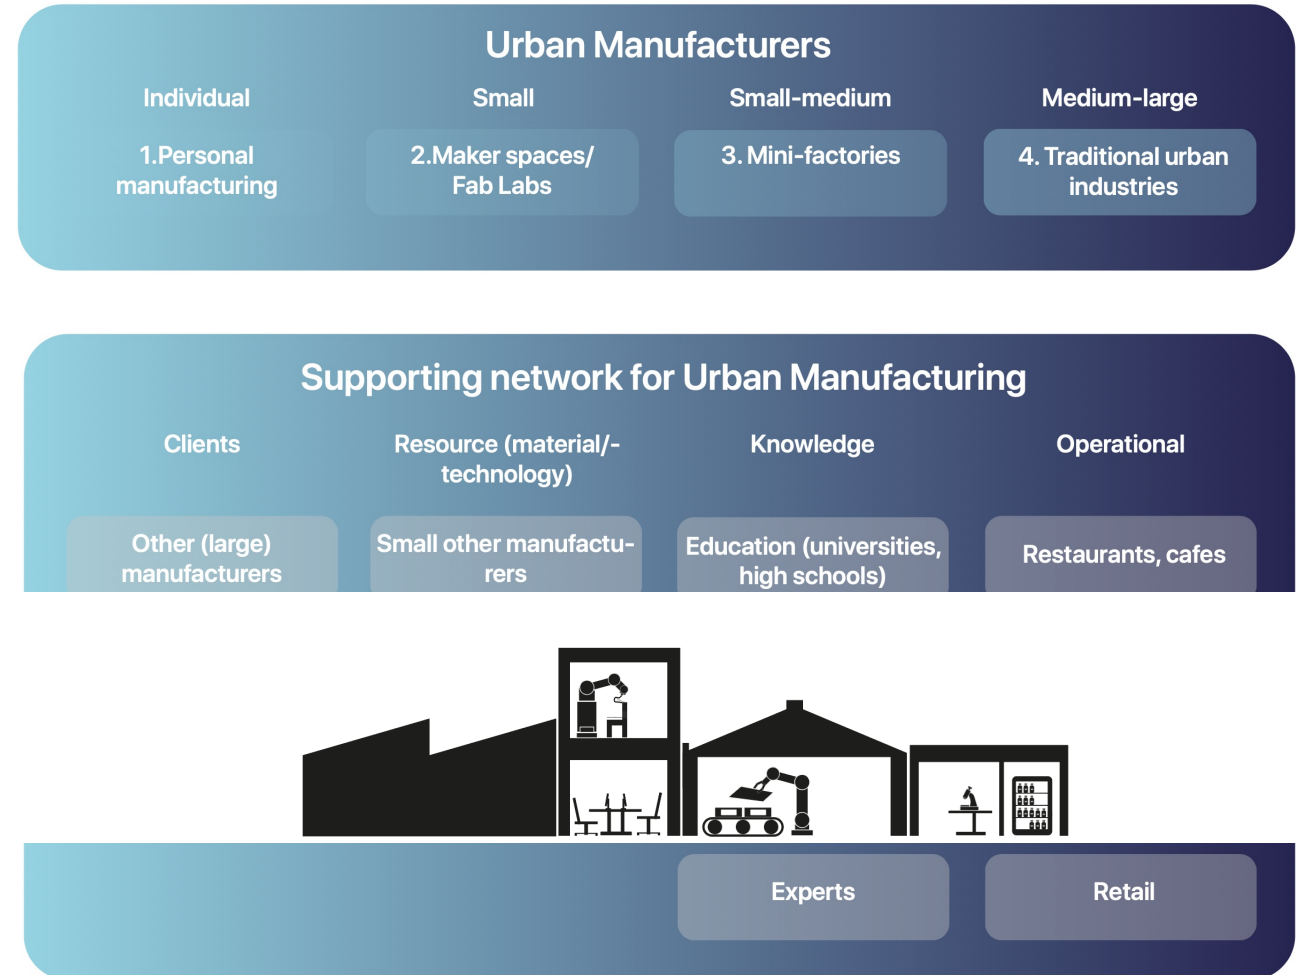 Urban Manufacturers
Individual
Small
Small-medium
Medium-large
1.Personal
manufacturing
2.Maker spaces/
Fab Labs
3. Mini-factories
4. Traditional urban
industries
Supporting network for Urban Manufacturing
Clients
Resource (material/-
technology)
Knowledge
Operational
Other (large)
manufacturers
Small other manufactu-
rers
Education (universities,
high schools)
Restaurants, cafes
Experts
Retail